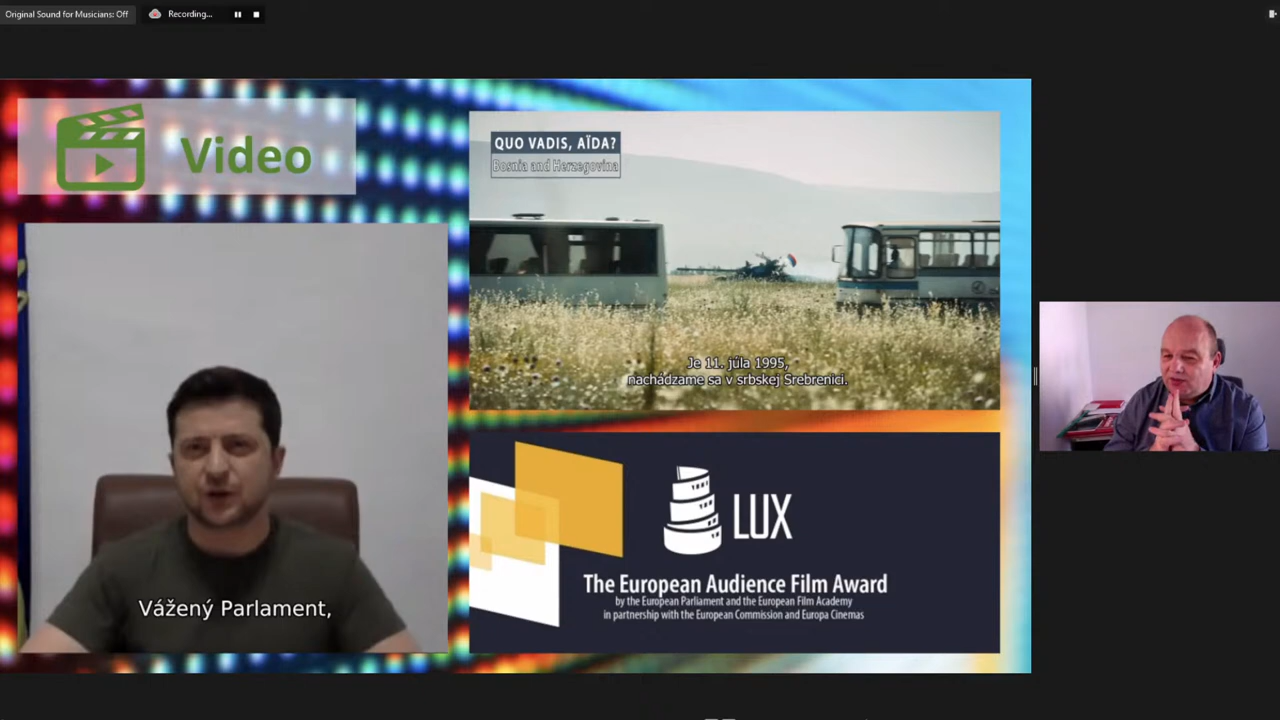 Original Sound for Musicians: Off
Recording...
Video
QUO VADIS, AÏDA?
Bosnia and Herzegovina
Je 11. júla 1995,
nachádzame sa v srbskej Srebrenici.
Vážený Parlament,
LUX
The European Audience Film Award
by the European Parliament and the European Film Academy
in partnership with the European Commission and Europa Cinemas